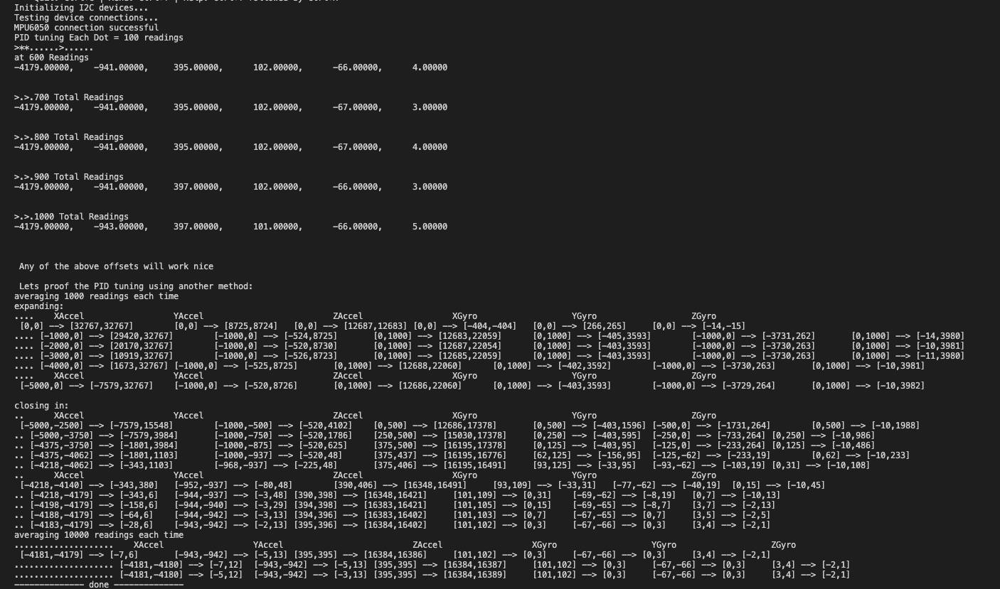 Initializing I2C devices...
Testing device connections...
MPU6050 connection successful
PID tuning Each Dot = 100 readings
>**......>......
at 600 Readings
-4179.00000, -941.00000, 395.00000, 102.00000, -66.00000, 4.00000
>.>.700 Total Readings
-4179.00000, -941.00000, 395.00000, 102.00000, -67.00000, 3.00000
>.>.800 Total Readings
-4179.00000, -941.00000, 395.00000, 102.00000, -67.00000, 4.00000
>.>.900 Total Readings
-4179.00000, -941.00000, 397.00000, 102.00000, -66.00000, 3.00000
>.>.1000 Total Readings
-4179.00000, -943.00000, 397.00000, 101.00000, -66.00000, 5.00000
Any of the above offsets will work nice
Lets proof the PID tuning using another method:
averaging 1000 readings each time
expanding:
.... XAccel YAccel ZAccel XGyro YGyro ZGyro
[0,0] --> [32767,32767] [0,0] --> [8725,8724] [0,0] --> [12687,12683] [0,0] --> [-404,-404] [0,0] --> [266,265] [0,0] --> [-14,-15]
.... [-1000,0] --> [29420,32767] [-1000,0] --> [-524,8725] [0,1000] --> [12683,22059] [0,1000] --> [-405,3593] [-1000,0] --> [-3731,262] [0,1000] --> [-14,3980]
.... [-2000,0] --> [20170,32767] [-1000,0] --> [-520,8730] [0,1000] --> [12687,22054] [0,1000] --> [-403,3593] [-1000,0] --> [-3730,263] [0,1000] --> [-10,3981]
.... [-3000,0] --> [10919,32767] [-1000,0] --> [-526,8723] [0,1000] --> [12685,22059] [0,1000] --> [-403,3593] [-1000,0] --> [-3730,263] [0,1000] --> [-11,3980]
.... [-4000,0] --> [1673,32767] [-1000,0] --> [-525,8725] [0,1000] --> [12688,22060] [0,1000] --> [-402,3592] [-1000,0] --> [-3730,263] [0,1000] --> [-10,3981]
.... XAccel YAccel ZAccel XGyro YGyro ZGyro
[-5000,0] --> [-7579,32767] [-1000,0] --> [-520,8726] [0,1000] --> [12686,22060] [0,1000] --> [-403,3593] [-1000,0] --> [-3729,264] [0,1000] --> [-10,3982]
closing in:
.. XAccel YAccel ZAccel XGyro YGyro ZGyro
[-5000,-2500] --> [-7579,15548] [-1000,-500] --> [-520,4102] [0,500] --> [12686,17378] [0,500] --> [-403,1596] [-500,0] --> [-1731,264] [0,500] --> [-10,1988]
.. [-5000,-3750] --> [-7579,3984] [-1000,-750] --> [-520,1786] [250,500] --> [15030,17378] [0,250] --> [-403,595] [-250,0] --> [-733,264] [0,250] --> [-10,986]
.. [-4375,-3750] --> [-1801,3984] [-1000,-875] --> [-520,625] [375,500] --> [16195,17378] [0,125] --> [-403,95] [-125,0] --> [-233,264] [0,125] --> [-10,486]
.. [-4375,-4062] --> [-1801,1103] [-1000,-937] --> [-520,48] [375,437] --> [16195,16776] [62,125] --> [-156,95] [-125,-62] --> [-233,19] [0,62] --> [-10,233]
.. [-4218,-4062] --> [-343,1103] [-968,-937] --> [-225,48] [375,406] --> [16195,16491] [93,125] --> [-33,95] [-93,-62] --> [-103,19] [0,31] --> [-10,108]
.. XAccel YAccel ZAccel XGyro YGyro ZGyro
[-4218,-4140] --> [-343,380] [-952,-937] --> [-80,48] [390,406] --> [16348,16491] [93,109] --> [-33,31] [-77,-62] --> [-40,19] [0,15] --> [-10,45]
.. [-4218,-4179] --> [-343,6] [-944,-937] --> [-3,48] [390,398] --> [16348,16421] [101,109] --> [0,31] [-69,-62] --> [-8,19] [0,7] --> [-10,13]
.. [-4198,-4179] --> [-158,6] [-944,-940] --> [-3,29] [394,398] --> [16383,16421] [101,105] --> [0,15] [-69,-65] --> [-8,7] [3,7] --> [-2,13]
.. [-4188,-4179] --> [-64,6] [-944,-942] --> [-3,13] [394,396] --> [16383,16402] [101,103] --> [0,7] [-67,-65] --> [0,7] [3,5] --> [-2,5]
.. [-4183,-4179] --> [-28,6] [-943,-942] --> [-2,13] [395,396] --> [16384,16402] [101,102] --> [0,3] [-67,-66] --> [0,3] [3,4] --> [-2,1]
averaging 10000 readings each time
.................... XAccel YAccel ZAccel XGyro YGyro ZGyro
[-4181,-4179] --> [-7,6] [-943,-942] --> [-5,13] [395,395] --> [16384,16386] [101,102] --> [0,3] [-67,-66] --> [0,3] [3,4] --> [-2,1]
.................... [-4181,-4180] --> [-7,12] [-943,-942] --> [-5,13] [395,395] --> [16384,16387] [101,102] --> [0,3] [-67,-66] --> [0,3] [3,4] --> [-2,1]
.................... [-4181,-4180] --> [-5,12] [-943,-942] --> [-3,13] [395,395] --> [16384,16389] [101,102] --> [0,3] [-67,-66] --> [0,3] [3,4] --> [-2,1]
-------------- done --------------